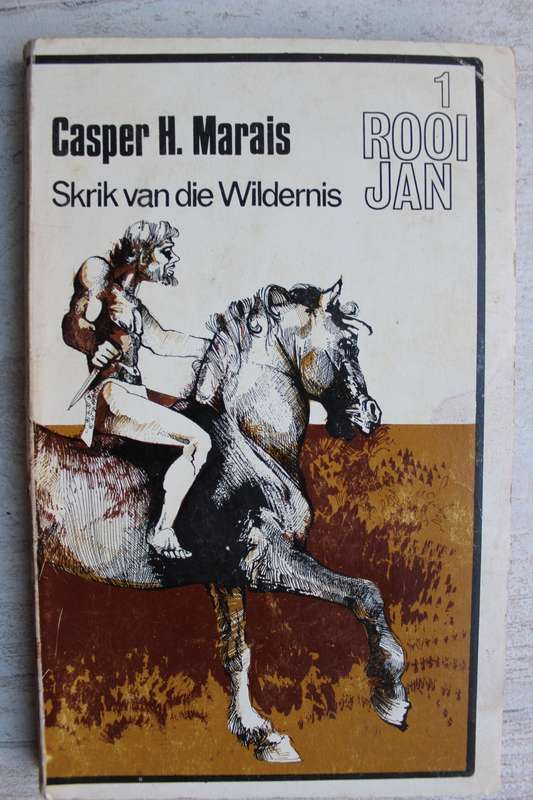 1
ROOI
JAN
Casper H. Marais
Skrik van die Wildernis